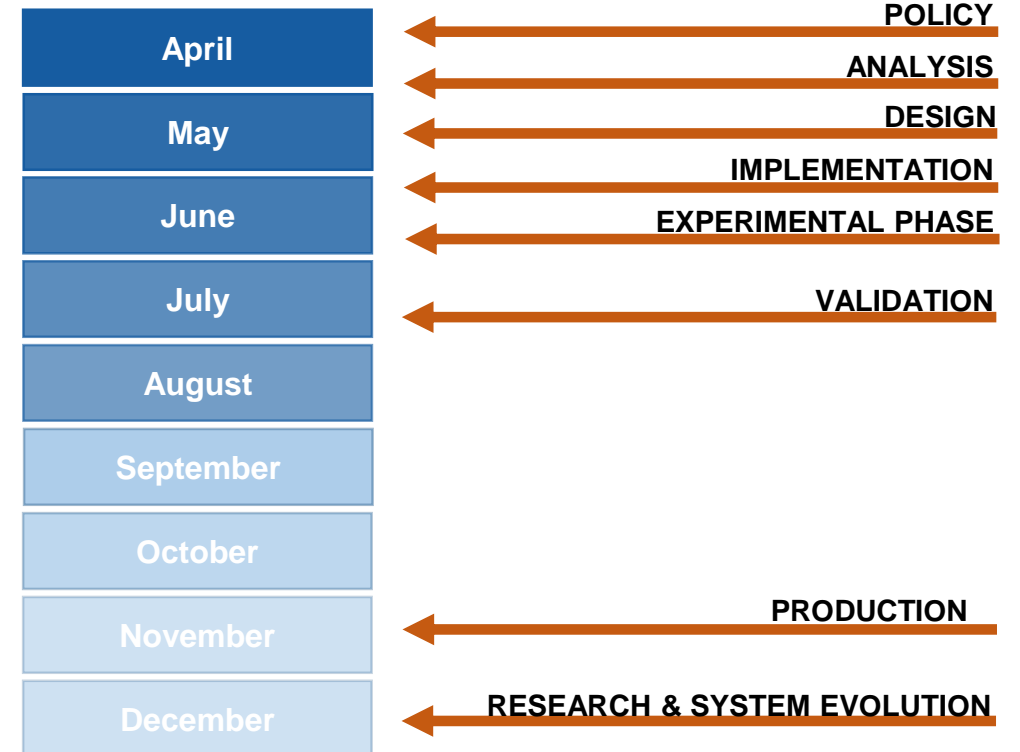 April
May
June
July
August
September
October
November
December
POLICY
ANALYSIS
DESIGN
IMPLEMENTATION
EXPERIMENTAL PHASE
VALIDATION
PRODUCTION
RESEARCH & SYSTEM EVOLUTION